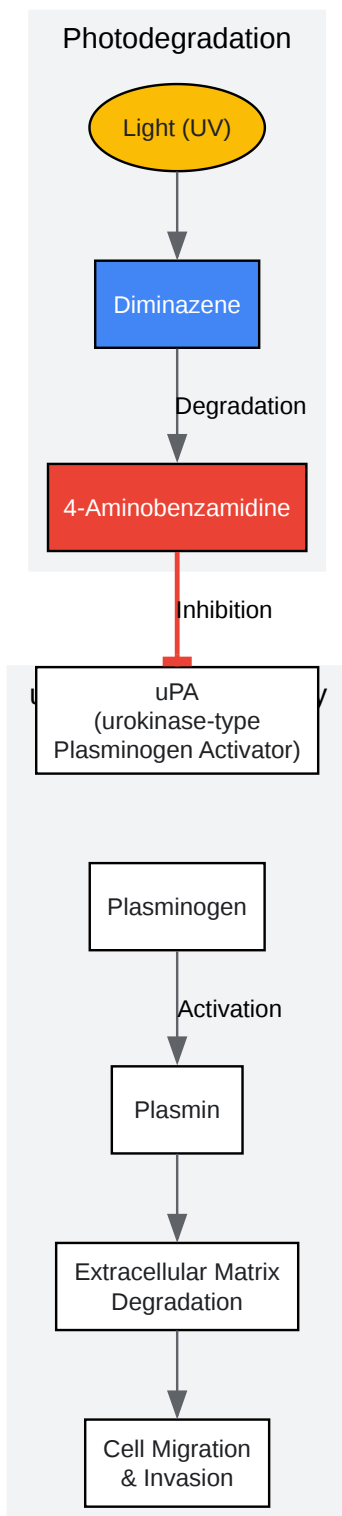 Photodegradation
Light (UV)
Diminazene
Degradation
4-Aminobenzamidine
Inhibition
uPA
(urokinase-type
Plasminogen Activator)
Plasminogen
Activation
Plasmin
Extracellular Matrix
Degradation
Cell Migration
& Invasion